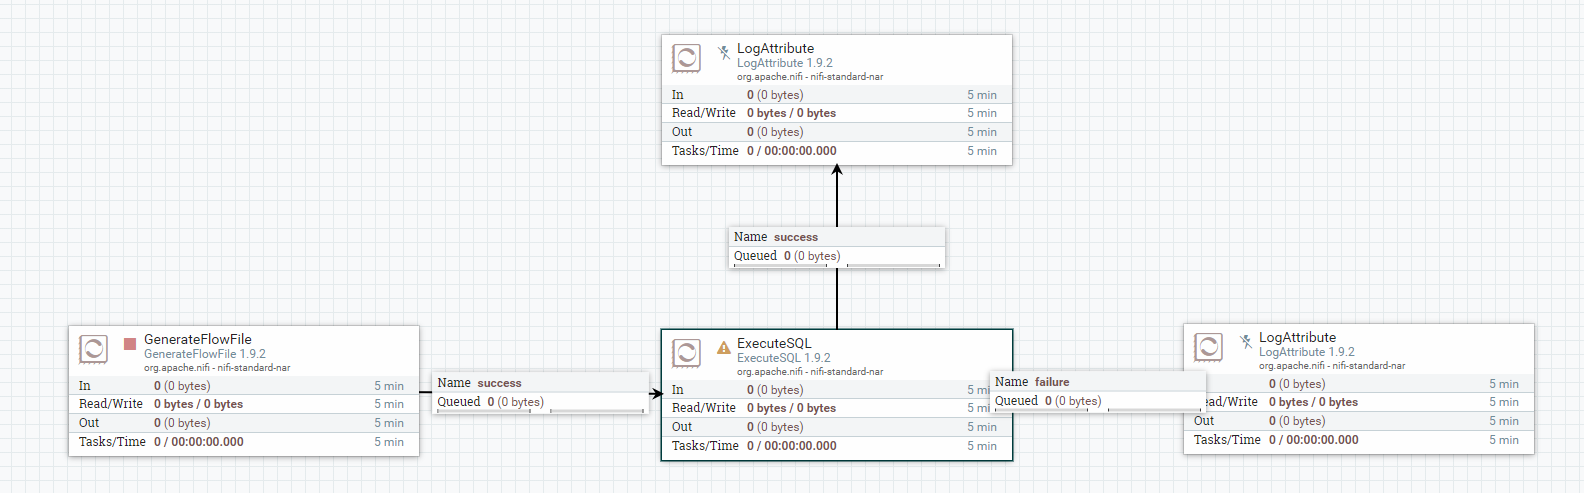 LogAttribute
LogAttribute 1.9.2
org.apache.nifi - nifi-standard-nar
In 0 (0 bytes) 5 min
Read/Write 0 bytes / 0 bytes 5 min
Out 0 (0 bytes) 5 min
Tasks/Time 0 / 00:00:00.000 5 min
Name success
Queued 0 (0 bytes)
GenerateFlowFile
GenerateFlowFile 1.9.2
org.apache.nifi - nifi-standard-nar
In 0 (0 bytes) 5 min
Read/Write 0 bytes / 0 bytes 5 min
Out 0 (0 bytes) 5 min
Tasks/Time 0 / 00:00:00.000 5 min
Name success
Queued 0 (0 bytes)
ExecuteSQL
ExecuteSQL 1.9.2
org.apache.nifi - nifi-standard-nar
In 0 (0 bytes) 5 mi
Read/Write 0 bytes / 0 bytes 5 mi
Out 0 (0 bytes) 5 min
Tasks/Time 0 / 00:00:00.000 5 min
Name failure
Queued 0 (0 bytes)
LogAttribute
LogAttribute 1.9.2
org.apache.nifi - nifi-standard-nar
0 (0 bytes) 5 min
ead/Write 0 bytes / 0 bytes 5 min
Out 0 (0 bytes) 5 min
Tasks/Time 0 / 00:00:00.000 5 min